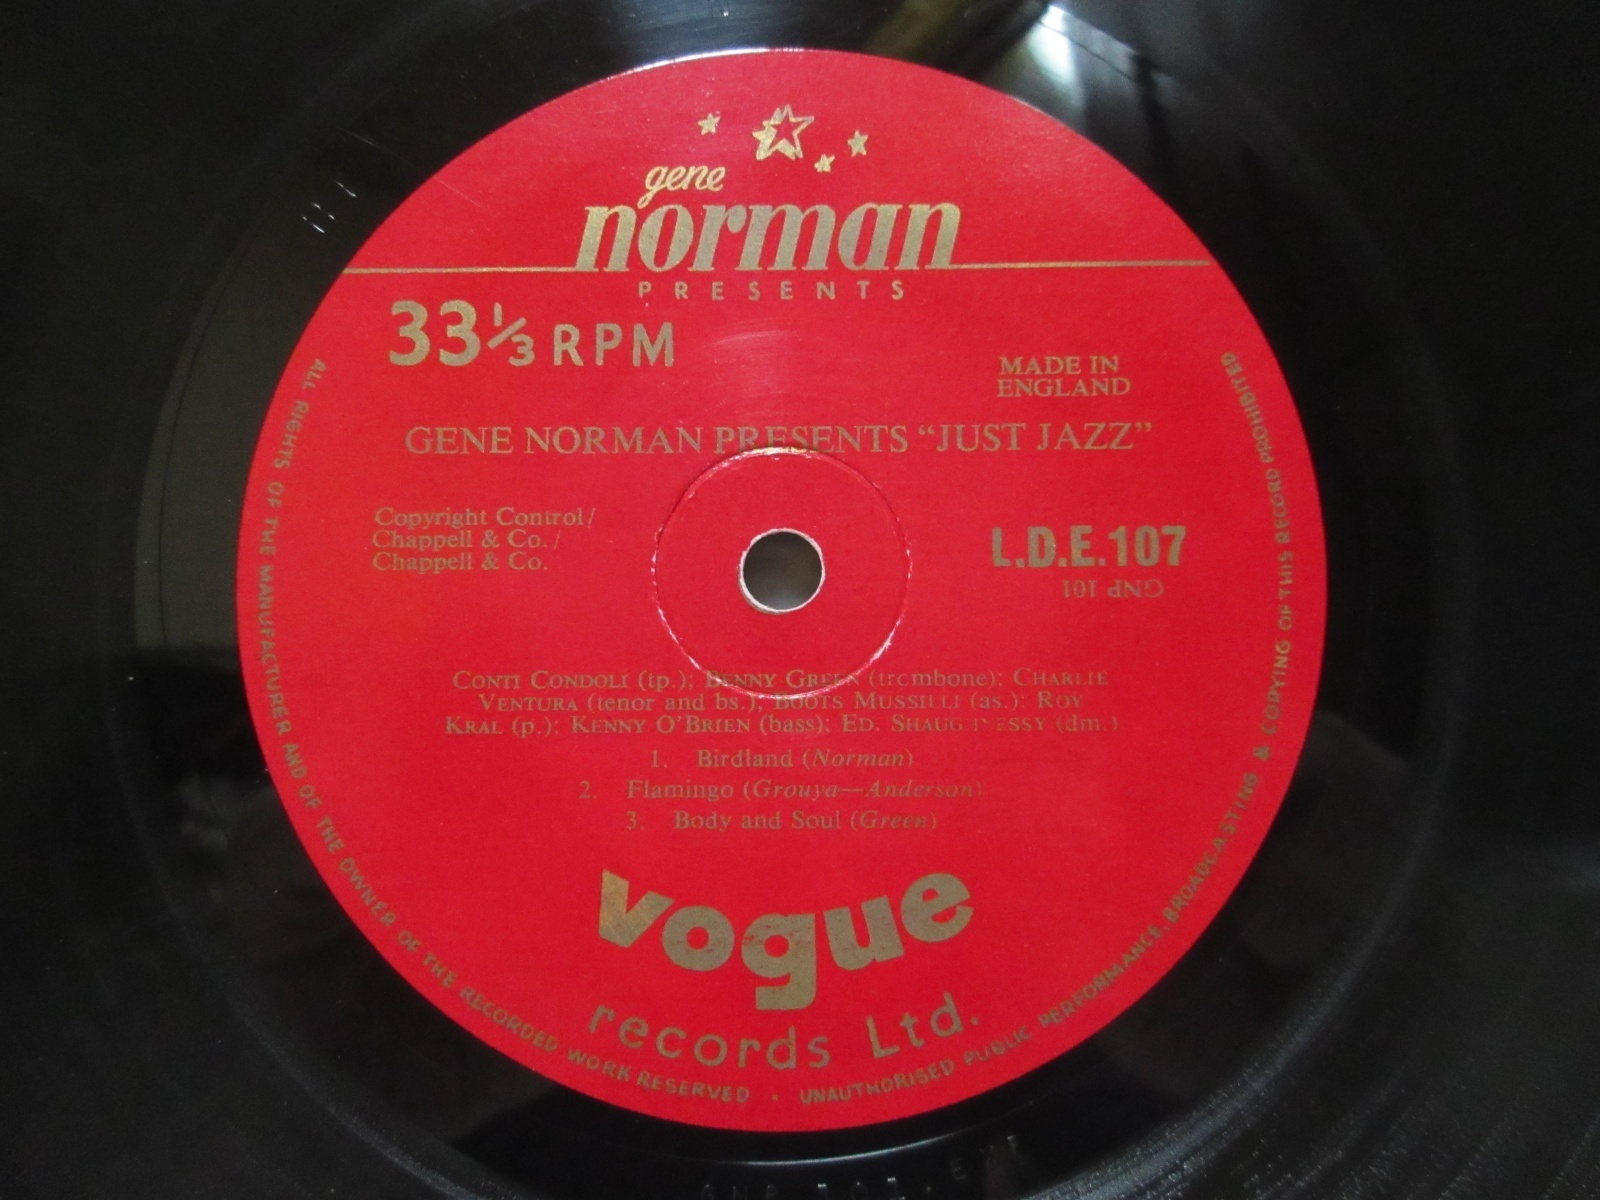 gene
norman
PRESENTS
33 1/3 RPM
MADE IN
ENGLAND
GENE NORMAN PRESENTS “JUST JAZZ”
Copyright Control/
Chappell & Co./
Chappell & Co.
L.D.E.107
GNP 101
CONTI CONDOLI (tp.); BENNY GREEN (trombone); CHARLIE
VENTURA (tenor and bs.); BOOTS MUSSILLI (as.); ROY
KRAL (p.); KENNY O'BRIEN (bass); ED. SHAUGHNESSY (dm.)
1. Birdland (Norman)
2. Flamingo (Grouya—Anderson)
3. Body and Soul (Green)
vogue
records Ltd.
ALL RIGHTS OF THE MANUFACTURER AND OF THE OWNER OF THE RECORDED WORK RESERVED · UNAUTHORISED PUBLIC PERFORMANCE, BROADCASTING & COPYING OF THIS RECORD PROHIBITED